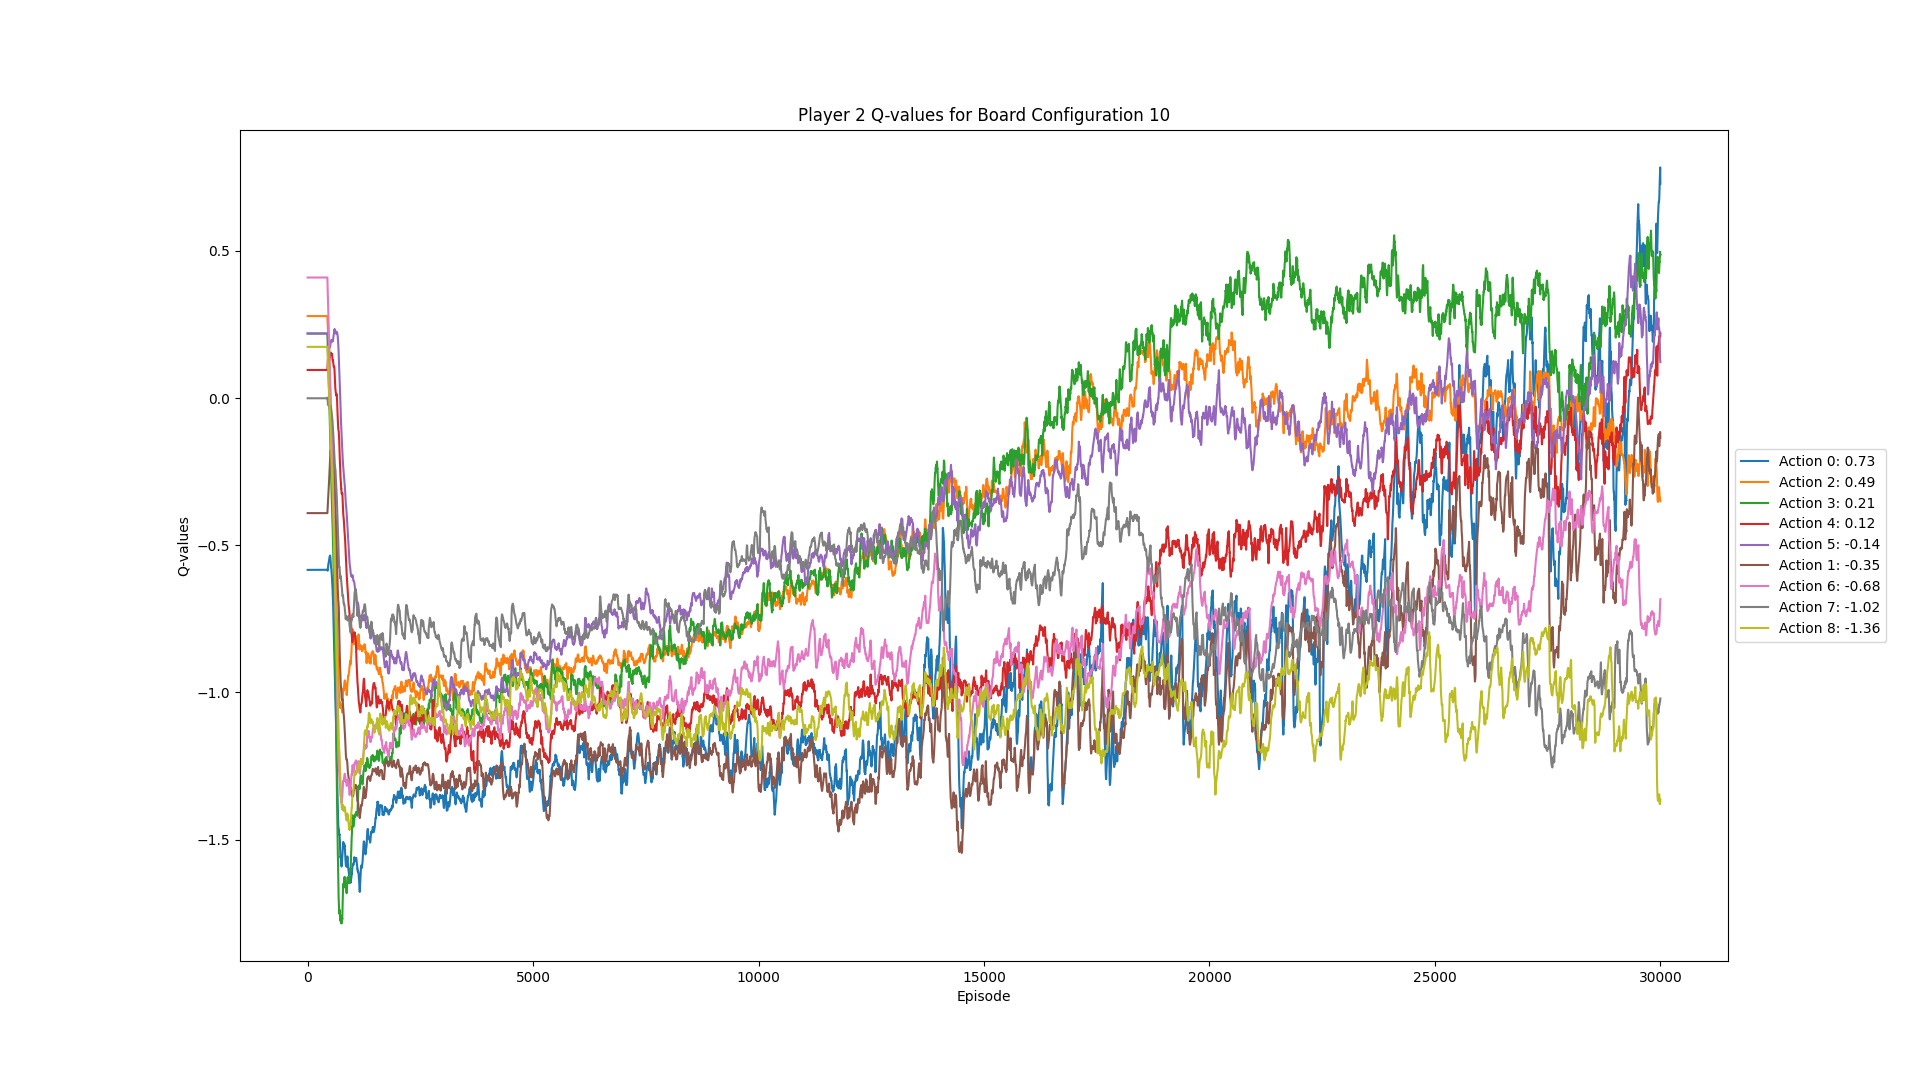 Player 2 Q-values for Board Configuration 10
Q-values
0.5
0.0
−0.5
−1.0
−1.5
0
5000
10000
15000
20000
25000
30000
Episode
Action 0: 0.73
Action 2: 0.49
Action 3: 0.21
Action 4: 0.12
Action 5: -0.14
Action 1: -0.35
Action 6: -0.68
Action 7: -1.02
Action 8: -1.36